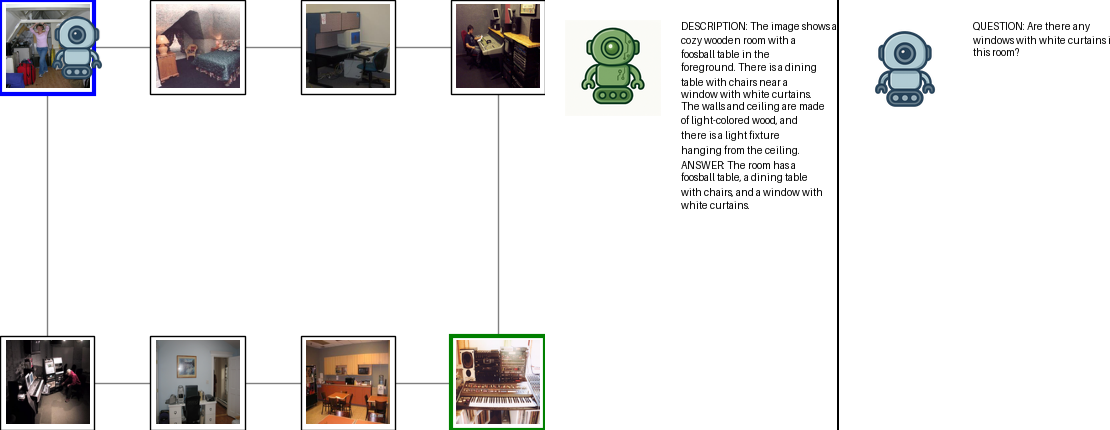 DESCRIPTION: The image shows a
cozy wooden room with a
foosball table in the
foreground. There is a dining
table with chairs near a
window with white curtains.
The walls and ceiling are made
of light-colored wood, and
there is a light fixture
hanging from the ceiling.
ANSWER: The room has a
foosball table, a dining table
with chairs, and a window with
white curtains.
QUESTION: Are there any
windows with white curtains i
this room?